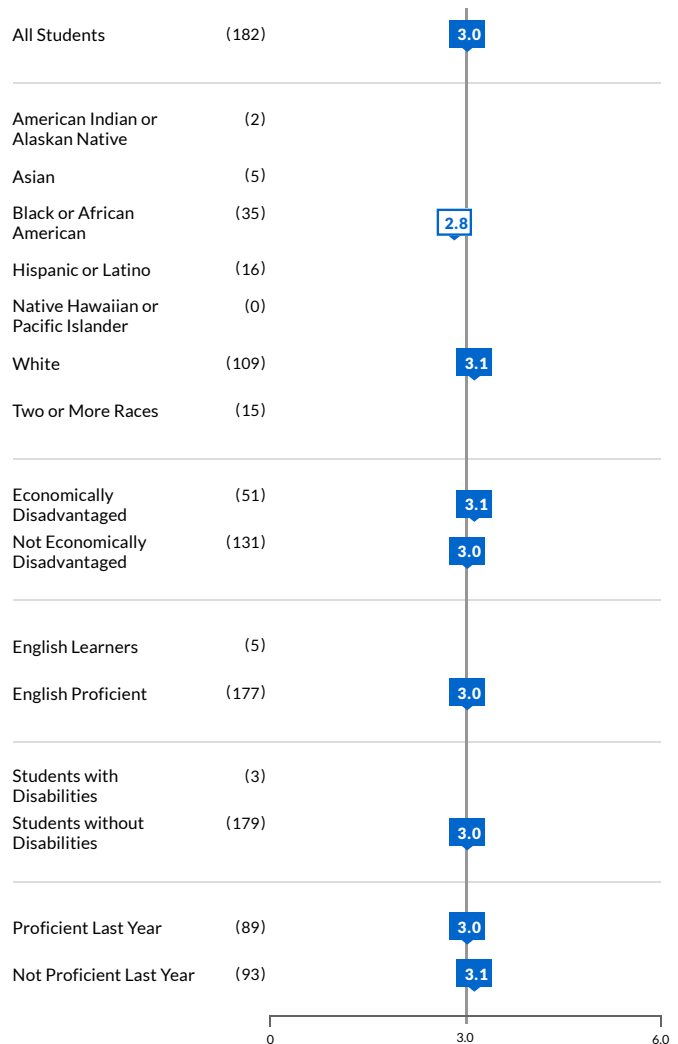 All Students (182) 3.0
American Indian or (2)
Alaskan Native
Asian (5)
Black or African (35) 2.8
American
Hispanic or Latino (16)
Native Hawaiian or (0)
Pacific Islander
White (109) 3.1
Two or More Races (15)
Economically (51) 3.1
Disadvantaged
Not Economically (131) 3.0
Disadvantaged
English Learners (5)
English Proficient (177) 3.0
Students with (3)
Disabilities
Students without (179) 3.0
Disabilities
Proficient Last Year (89) 3.0
Not Proficient Last Year (93) 3.1
0 3.0 6.0